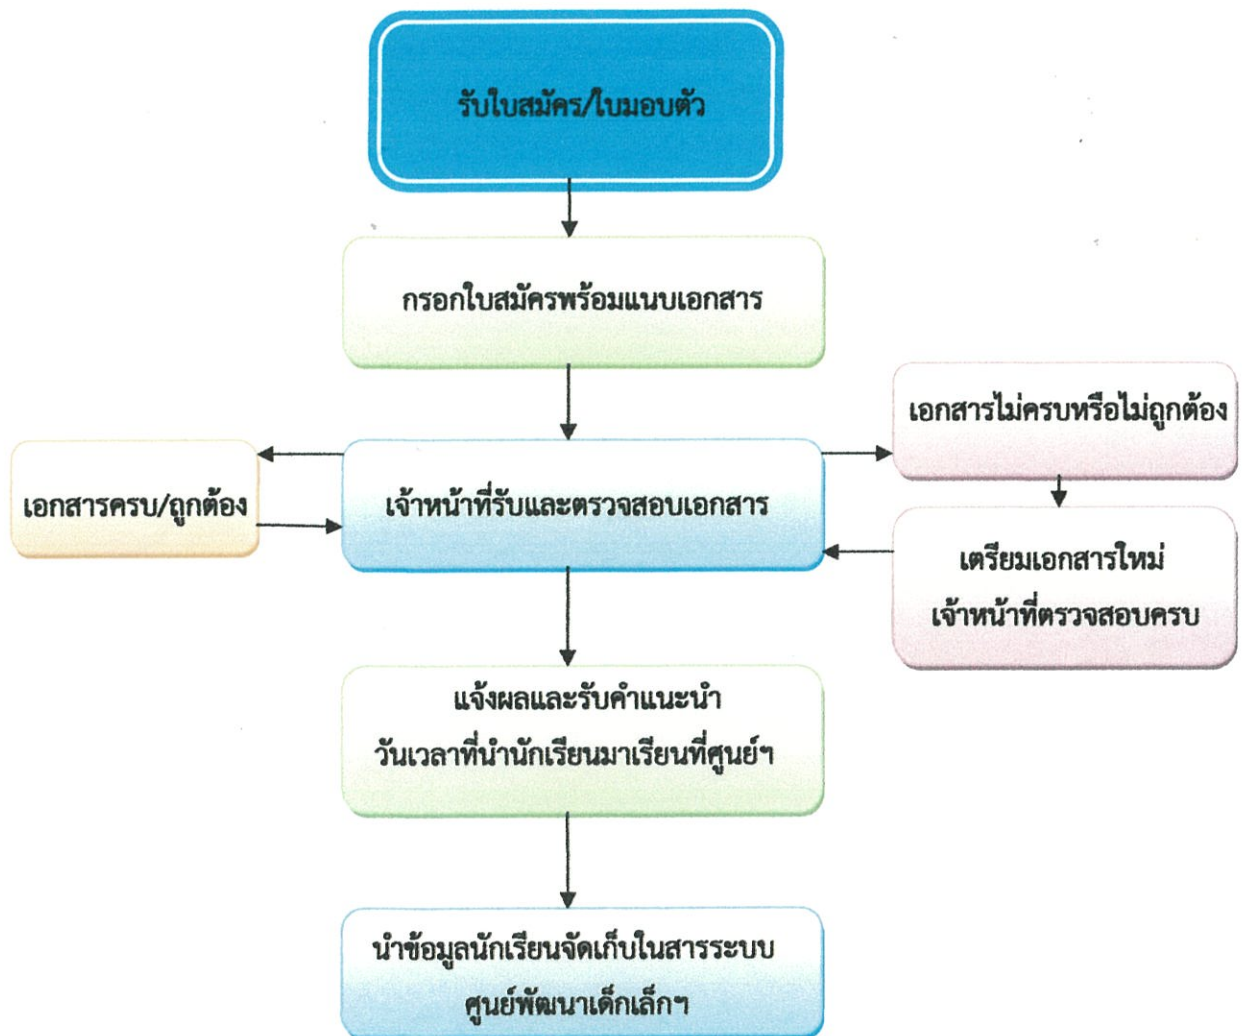 รับใบสมัคร/ใบมอบตัว
กรอกใบสมัครพร้อมแนบเอกสาร
เอกสารไม่ครบหรือไม่ถูกต้อง
เอกสารครบ/ถูกต้อง
เจ้าหน้าที่รับและตรวจสอบเอกสาร
เตรียมเอกสารใหม่
เจ้าหน้าที่ตรวจสอบครบ
แจ้งผลและรับคำแนะนำ
วันเวลาที่นำนักเรียนมาเรียนที่ศูนย์ฯ
นำข้อมูลนักเรียนจัดเก็บในสารระบบ
ศูนย์พัฒนาเด็กเล็กฯ